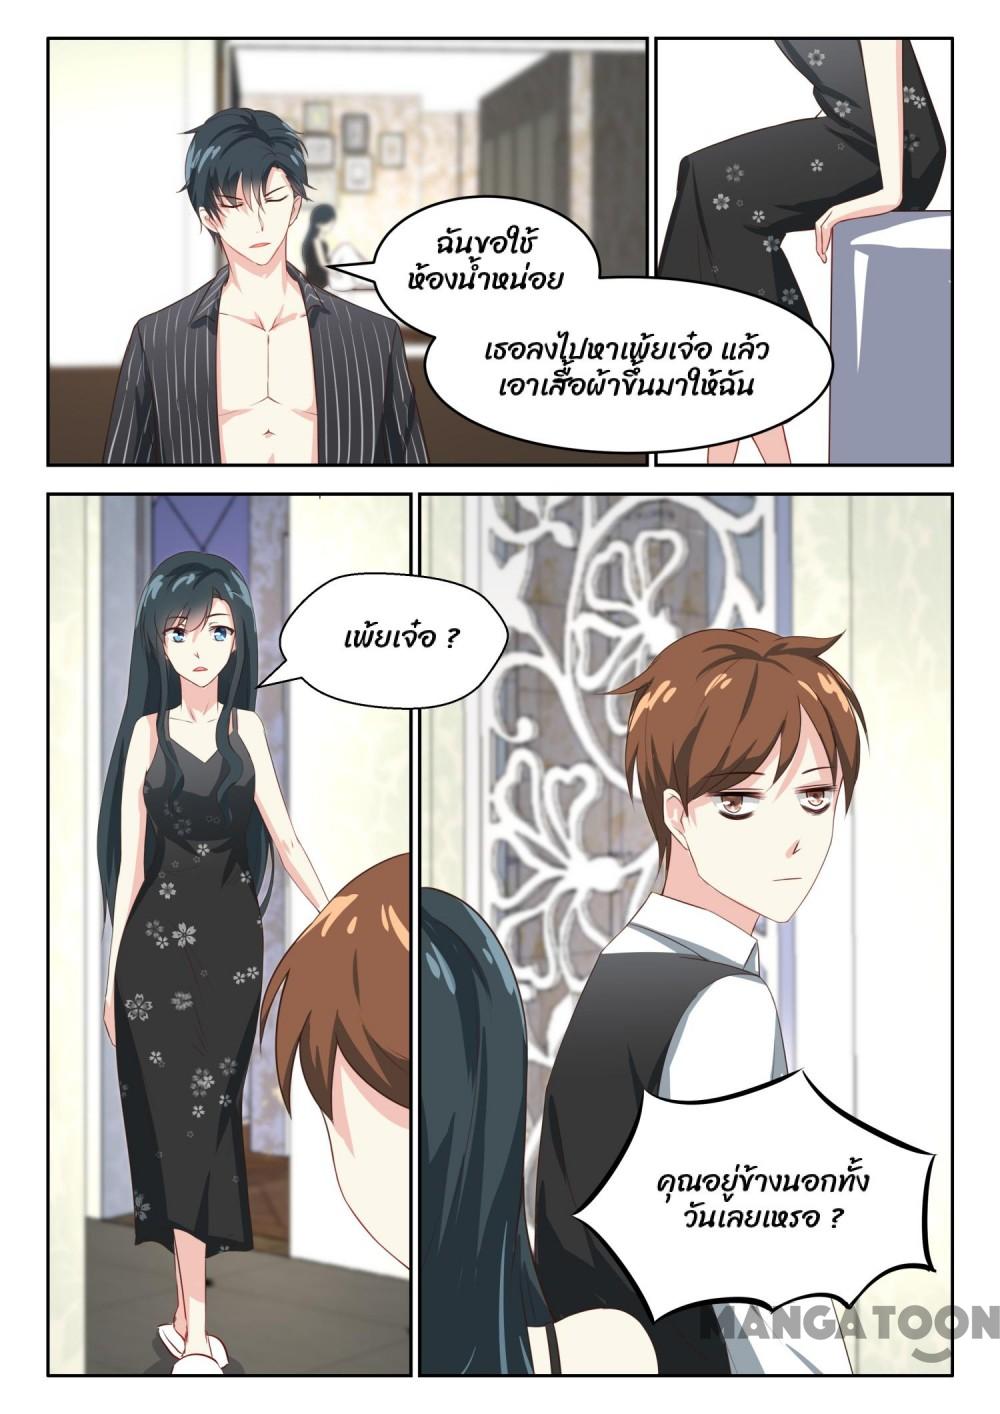 ฉันขอใช้
ห้องน้ำหน่อย
เธอลงไปหาเพ้ยเจ๋อ แล้ว
เอาเสื้อผ้าขึ้นมาให้ฉัน
เพ้ยเจ๋อ ?
คุณอยู่ข้างนอกทั้ง
วันเลยเหรอ ?
MANGATOON